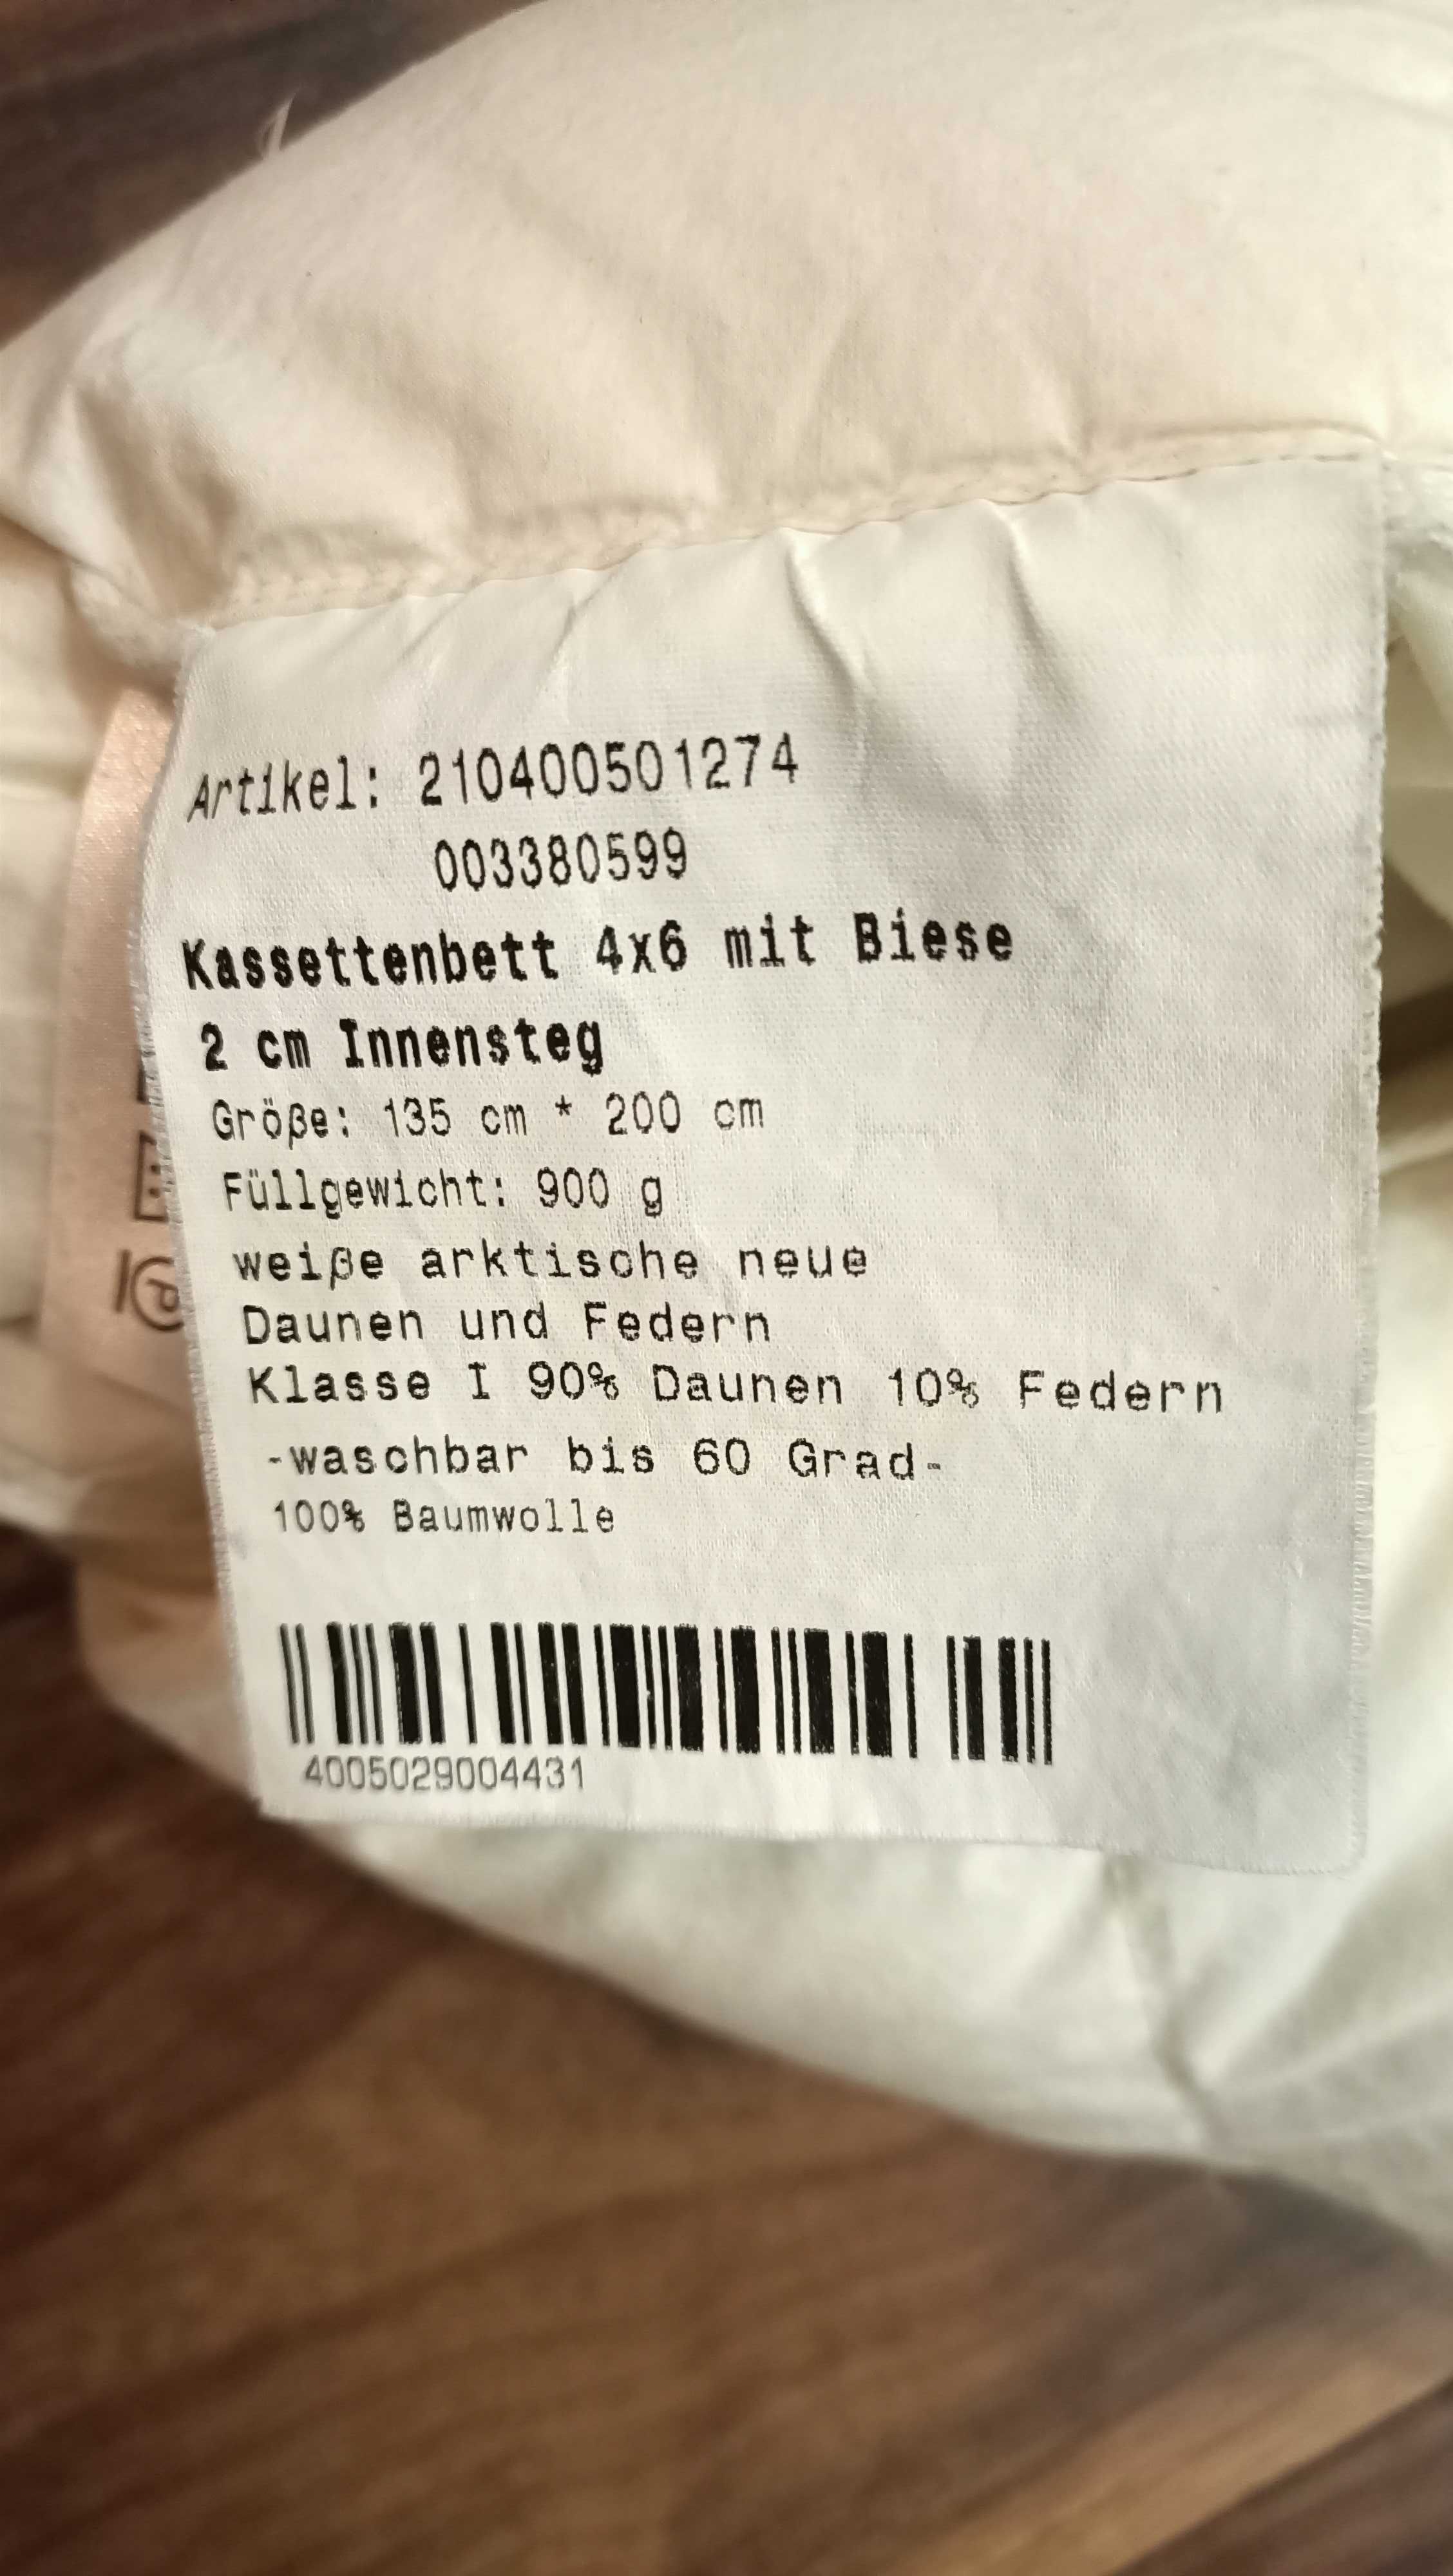 Artikel: 210400501274
003380599
Kassettenbett 4x6 mit Biese
2 cm Innensteg
Größe: 135 cm * 200 cm
Füllgewicht: 900 g
weiße arktische neue
Daunen und Federn
Klasse I 90% Daunen 10% Federn
-waschbar bis 60 Grad-
100% Baumwolle
4005029004431